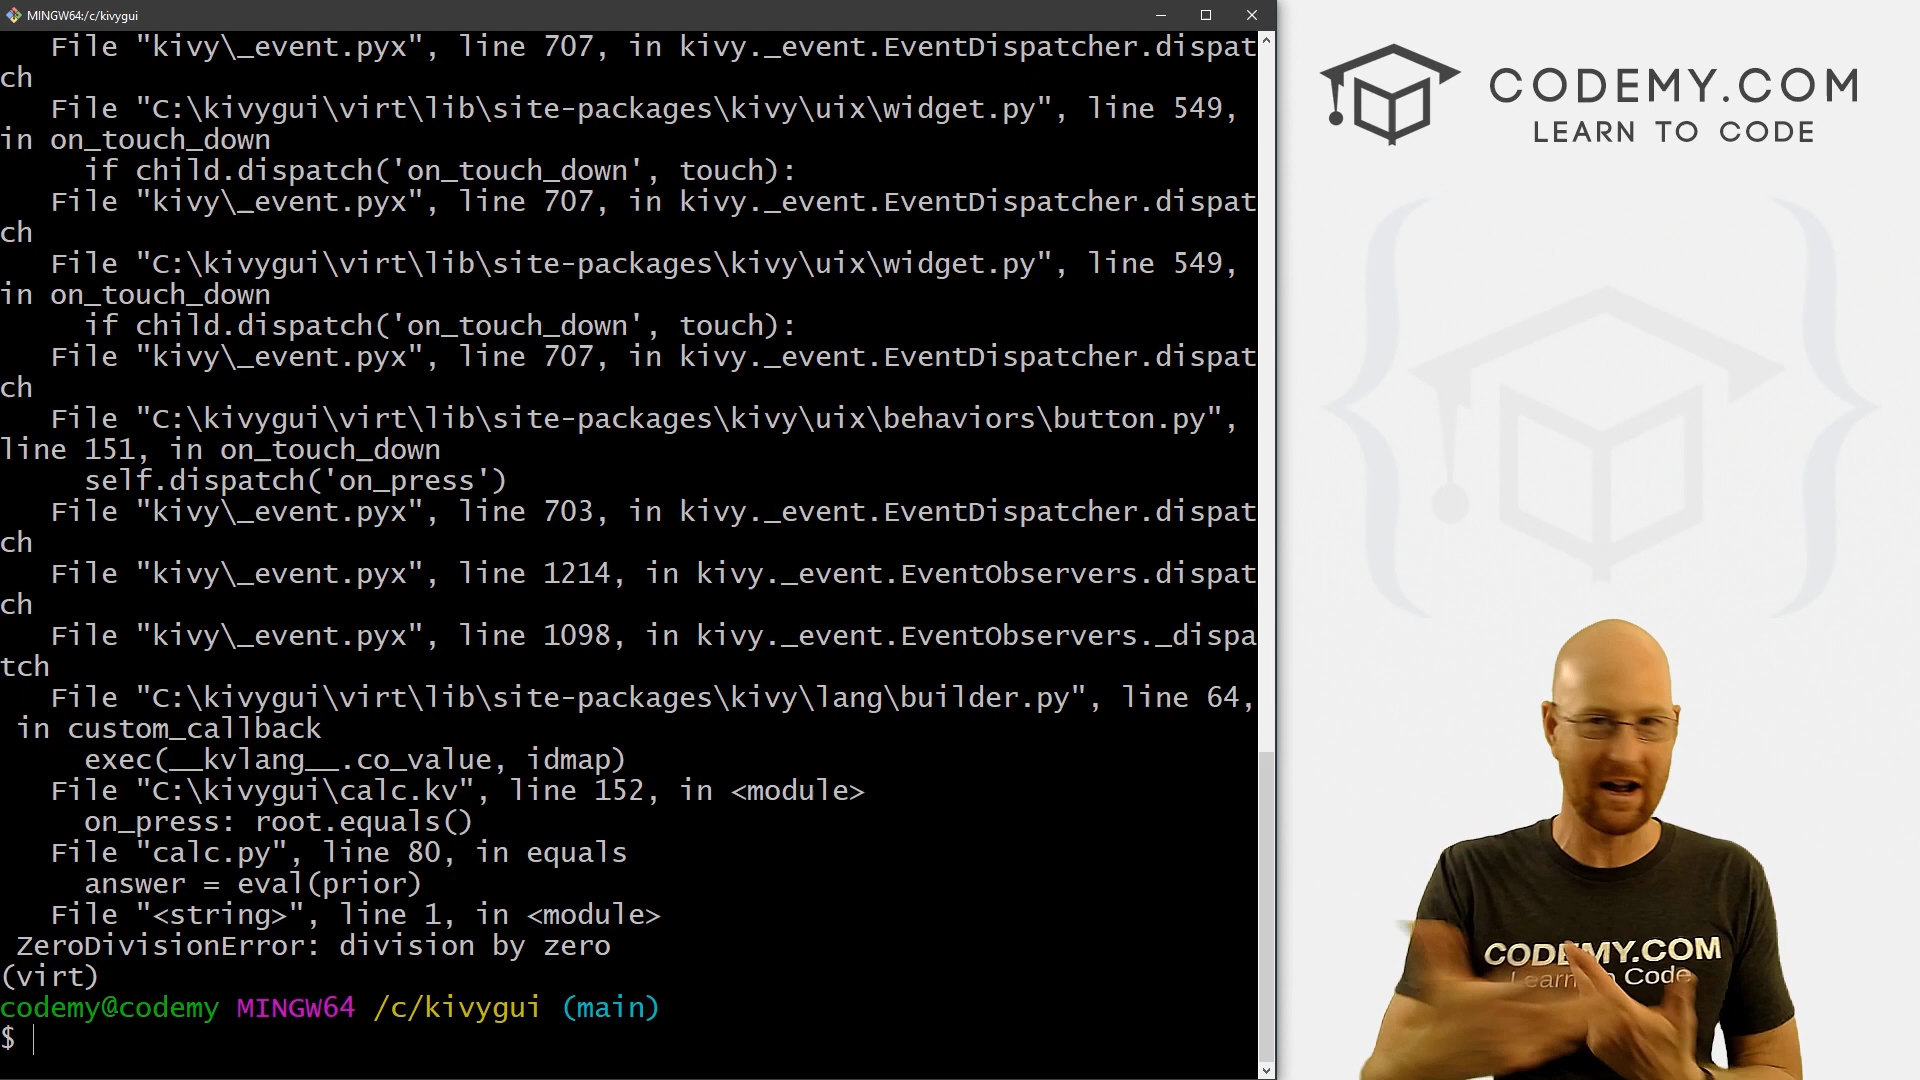 MINGW64:/c/kivygui
File "kivy\_event.pyx", line 707, in kivy._event.EventDispatcher.dispat
ch
File "C:\kivygui\virt\lib\site-packages\kivy\uix\widget.py", line 549,
in on_touch_down
if child.dispatch('on_touch_down', touch):
File "kivy\_event.pyx", line 707, in kivy._event.EventDispatcher.dispat
ch
File "C:\kivygui\virt\lib\site-packages\kivy\uix\widget.py", line 549,
in on_touch_down
if child.dispatch('on_touch_down', touch):
File "kivy\_event.pyx", line 707, in kivy._event.EventDispatcher.dispat
ch
File "C:\kivygui\virt\lib\site-packages\kivy\uix\behaviors\button.py",
line 151, in on_touch_down
self.dispatch('on_press')
File "kivy\_event.pyx", line 703, in kivy._event.EventDispatcher.dispat
ch
File "kivy\_event.pyx", line 1214, in kivy._event.EventObservers.dispat
ch
File "kivy\_event.pyx", line 1098, in kivy._event.EventObservers._dispa
tch
File "C:\kivygui\virt\lib\site-packages\kivy\lang\builder.py", line 64,
in custom_callback
exec(__kvlang__.co_value, idmap)
File "C:\kivygui\calc.kv", line 152, in <module>
on_press: root.equals()
File "calc.py", line 80, in equals
answer = eval(prior)
File "<string>", line 1, in <module>
ZeroDivisionError: division by zero
(virt)
codemy@codemy MINGW64 /c/kivygui (main)
$
CODEMY.COM
LEARN TO CODE
CODEMY.COM
Code